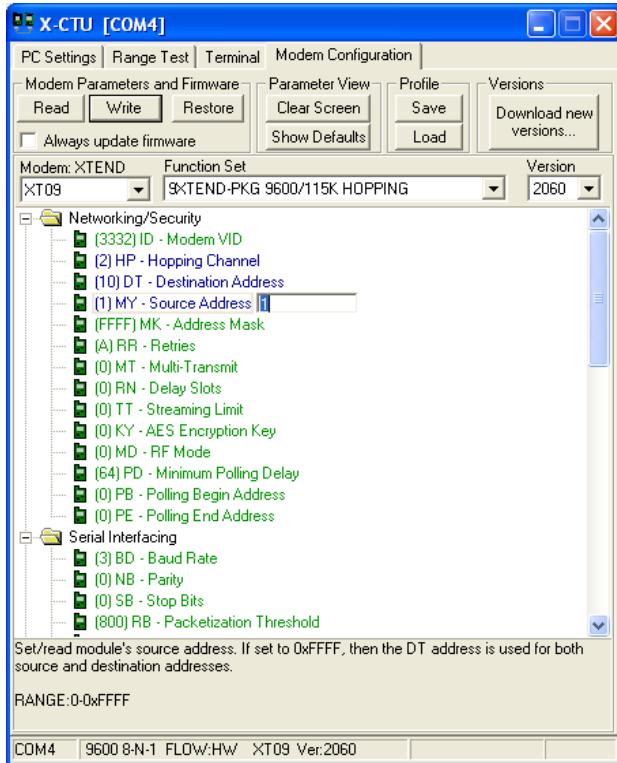 X-CTU [COM4]
PC Settings Range Test Terminal Modem Configuration
Modem Parameters and Firmware Parameter View Profile Versions
Read Write Restore Clear Screen Save Download new versions...
Always update firmware Show Defaults Load
Modem: XTEND Function Set Version
XT09 9XTEND-PKG 9600/115K HOPPING 2060
Networking/Security
(3332) ID - Modem VID
(2) HP - Hopping Channel
(10) DT - Destination Address
(1) MY - Source Address 1
(FFFF) MK - Address Mask
(A) RR - Retries
(0) MT - Multi-Transmit
(0) RN - Delay Slots
(0) TT - Streaming Limit
(0) KY - AES Encryption Key
(0) MD - RF Mode
(64) PD - Minimum Polling Delay
(0) PB - Polling Begin Address
(0) PE - Polling End Address
Serial Interfacing
(3) BD - Baud Rate
(0) NB - Parity
(0) SB - Stop Bits
(800) RB - Packetization Threshold
Set/read module's source address. If set to 0xFFFF, then the DT address is used for both
source and destination addresses.
RANGE:0-0xFFFF
COM4 9600 8-N-1 FLOW:HW XT09 Ver:2060